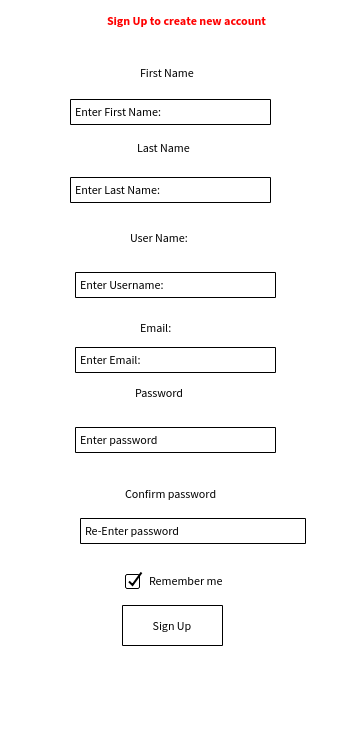 Sign Up to create new account
First Name
Enter First Name:
Last Name
Enter Last Name:
User Name:
Enter Username:
Email:
Enter Email:
Password
Enter password
Confirm password
Re-Enter password
Remember me
Sign Up